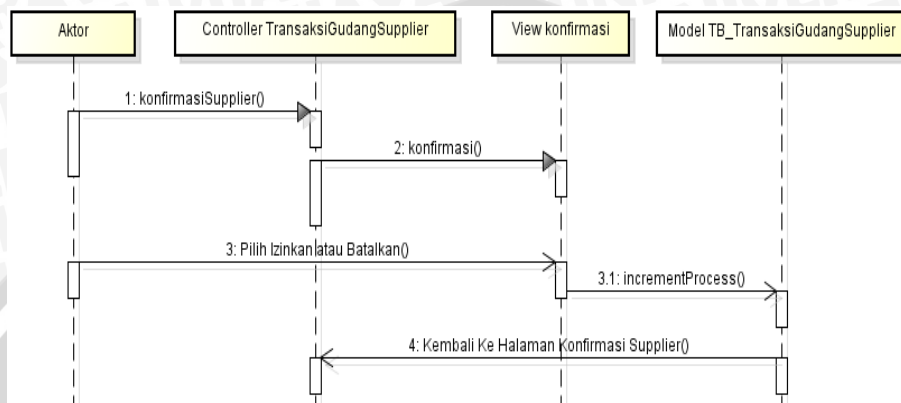 Aktor
Controller TransaksiGudangSupplier
View konfirmasi
Model TB_TransaksiGudangSupplier
1: konfirmasiSupplier()
2: konfirmasi()
3: Pilih Izinkan atau Batalkan()
3.1: incrementProcess()
4: Kembali Ke Halaman Konfirmasi Supplier()